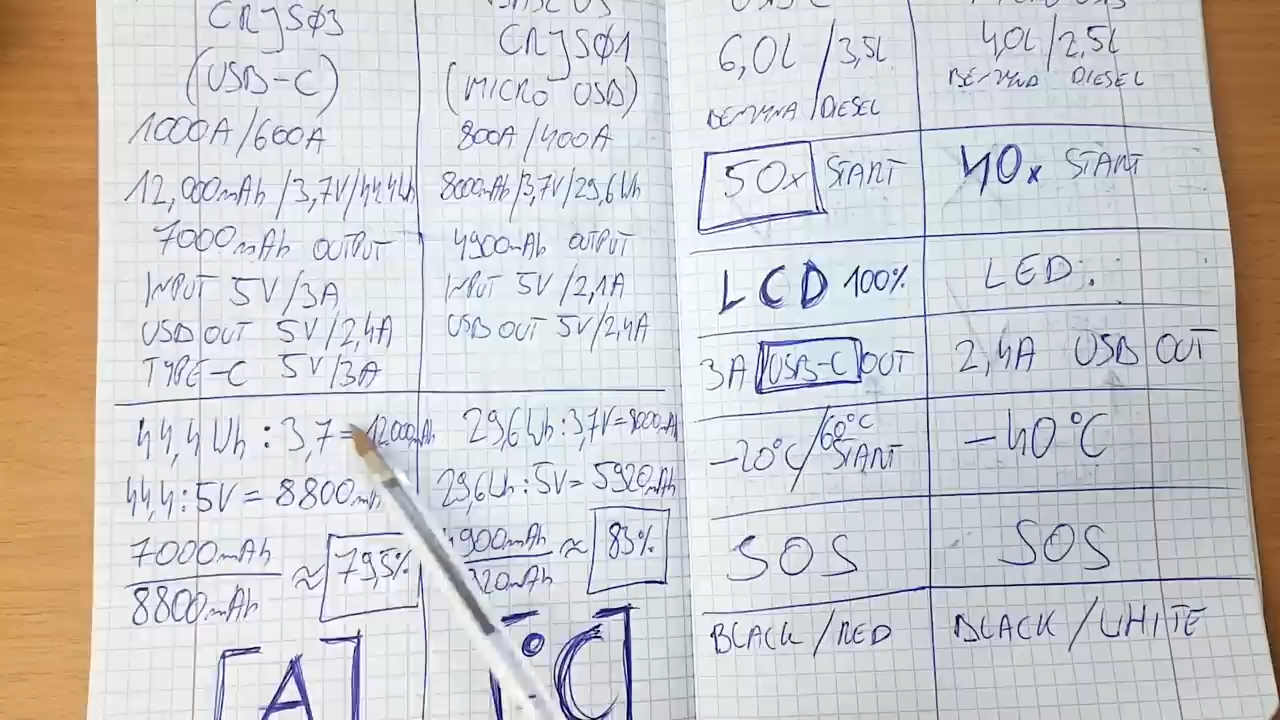 CRJS03
CRJS01
(USB-C)
(MICRO USB)
1000A/600A
800A/400A
12,000mAh/3,7V/44,4Wh
8000mAh/3,7V/29,6Wh
7000mAh OUTPUT
4900mAh OUTPUT
INPUT 5V/3A
INPUT 5V/2,1A
USB OUT 5V/2,4A
USB OUT 5V/2,4A
TYPE-C 5V/3A
44,4Wh : 3,7 = 12000mAh
29,6Wh : 3,7V = 8000mAh
44,4 : 5V = 8800m
29,6Wh : 5V = 5920mAh
7000mAh
8800mAh
≈ 79,5%
4900mAh
920mAh
≈ 83%
[A]
[°C]
6,0L/3,5L
4,0L/2,5L
BENZYNA/DIESEL
BENZYNA DIESEL
50x START
40x START
LCD 100%
LED:.
3A USB-C OUT
2,4A USB OUT
-20°C/60°C START
-40°C
SOS
SOS
BLACK/RED
BLACK/WHITE